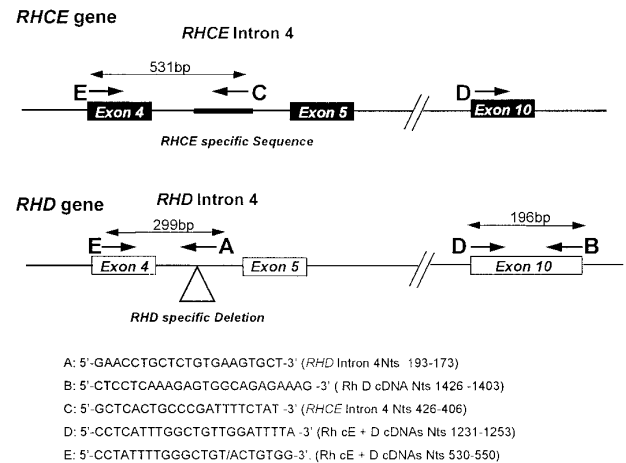 RHCE gene
RHCE Intron 4
531bp
E
C
D
Exon 4
Exon 5
Exon 10
RHCE specific Sequence
RHD gene
RHD Intron 4
299bp
196bp
E
A
D
B
Exon 4
Exon 5
Exon 10
RHD specific Deletion
A: 5'-GAACCTGCTCTGTGAAGTGCT-3' (RHD Intron 4Nts 193-173)
B: 5'-CTCCTCAAAGAGTGGCAGAGAAAG -3' ( Rh D cDNA Nts 1426 -1403)
C: 5'-GCTCACTGCCCGATTTTCTAT -3' (RHCE Intron 4 Nts 426-406)
D: 5'-CCTCATTTGGCTGTTGGATTTTA -3' (Rh cE + D cDNAs Nts 1231-1253)
E: 5'-CCTATTTTGGGCTGT/ACTGTGG-3'. (Rh cE + D cDNAs Nts 530-550)